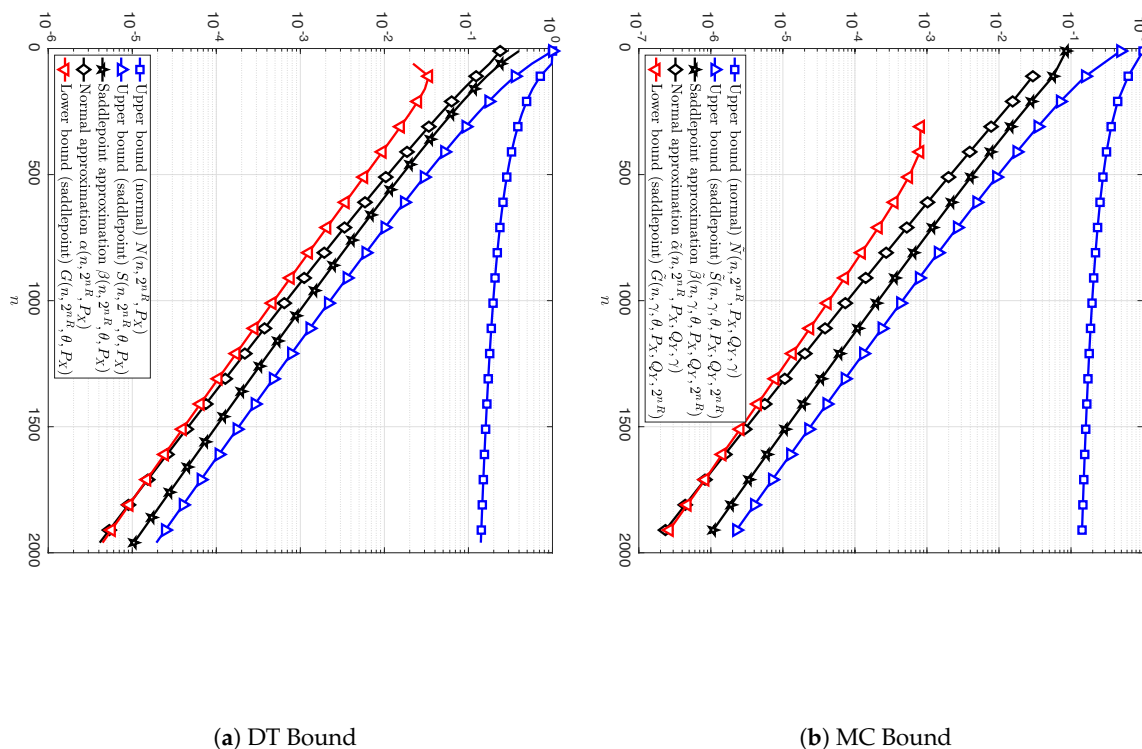 10^-6
10^-5
10^-4
10^-3
10^-2
10^-1
10^0
0
500
1000
1500
2000
n
Upper bound (normal) N(n, 2^{nR}, P_X)
Upper bound (saddlepoint) S(n, 2^{nR}, θ, P_X)
Saddlepoint approximation β(n, 2^{nR}, θ, P_X)
Normal approximation α(n, 2^{nR}, P_X)
Lower bound (saddlepoint) G(n, 2^{nR}, θ, P_X)
(a) DT Bound
10^-7
10^-6
10^-5
10^-4
10^-3
10^-2
10^-1
10^0
0
500
1000
1500
2000
n
Upper bound (normal) Ñ(n, 2^{nR}, P_X, Q_Y, γ)
Upper bound (saddlepoint) S̃(n, γ, θ, P_X, Q_Y, 2^{nR})
Saddlepoint approximation β̃(n, γ, θ, P_X, Q_Y, 2^{nR})
Normal approximation α̃(n, 2^{nR}, P_X, Q_Y, γ)
Lower bound (saddlepoint) G̃(n, γ, θ, P_X, Q_Y, 2^{nR})
(b) MC Bound